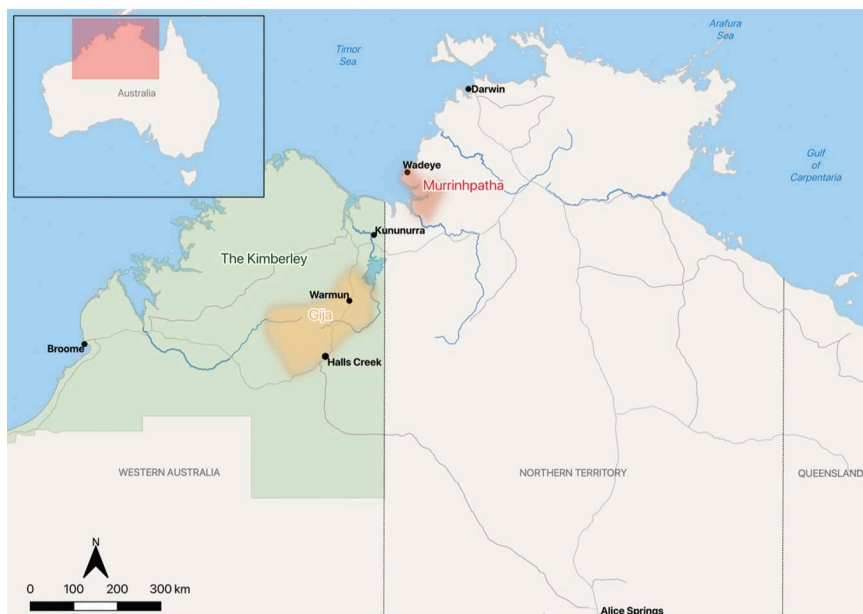 Australia
Timor
Sea
Arafura
Sea
Darwin
Gulf
of
Carpentaria
Wadeye
Murrinhpatha
Kununurra
The Kimberley
Warmun
Gija
Broome
Halls Creek
WESTERN AUSTRALIA
NORTHERN TERRITORY
QUEENSLAND
N
0 100 200 300 km
Alice Springs